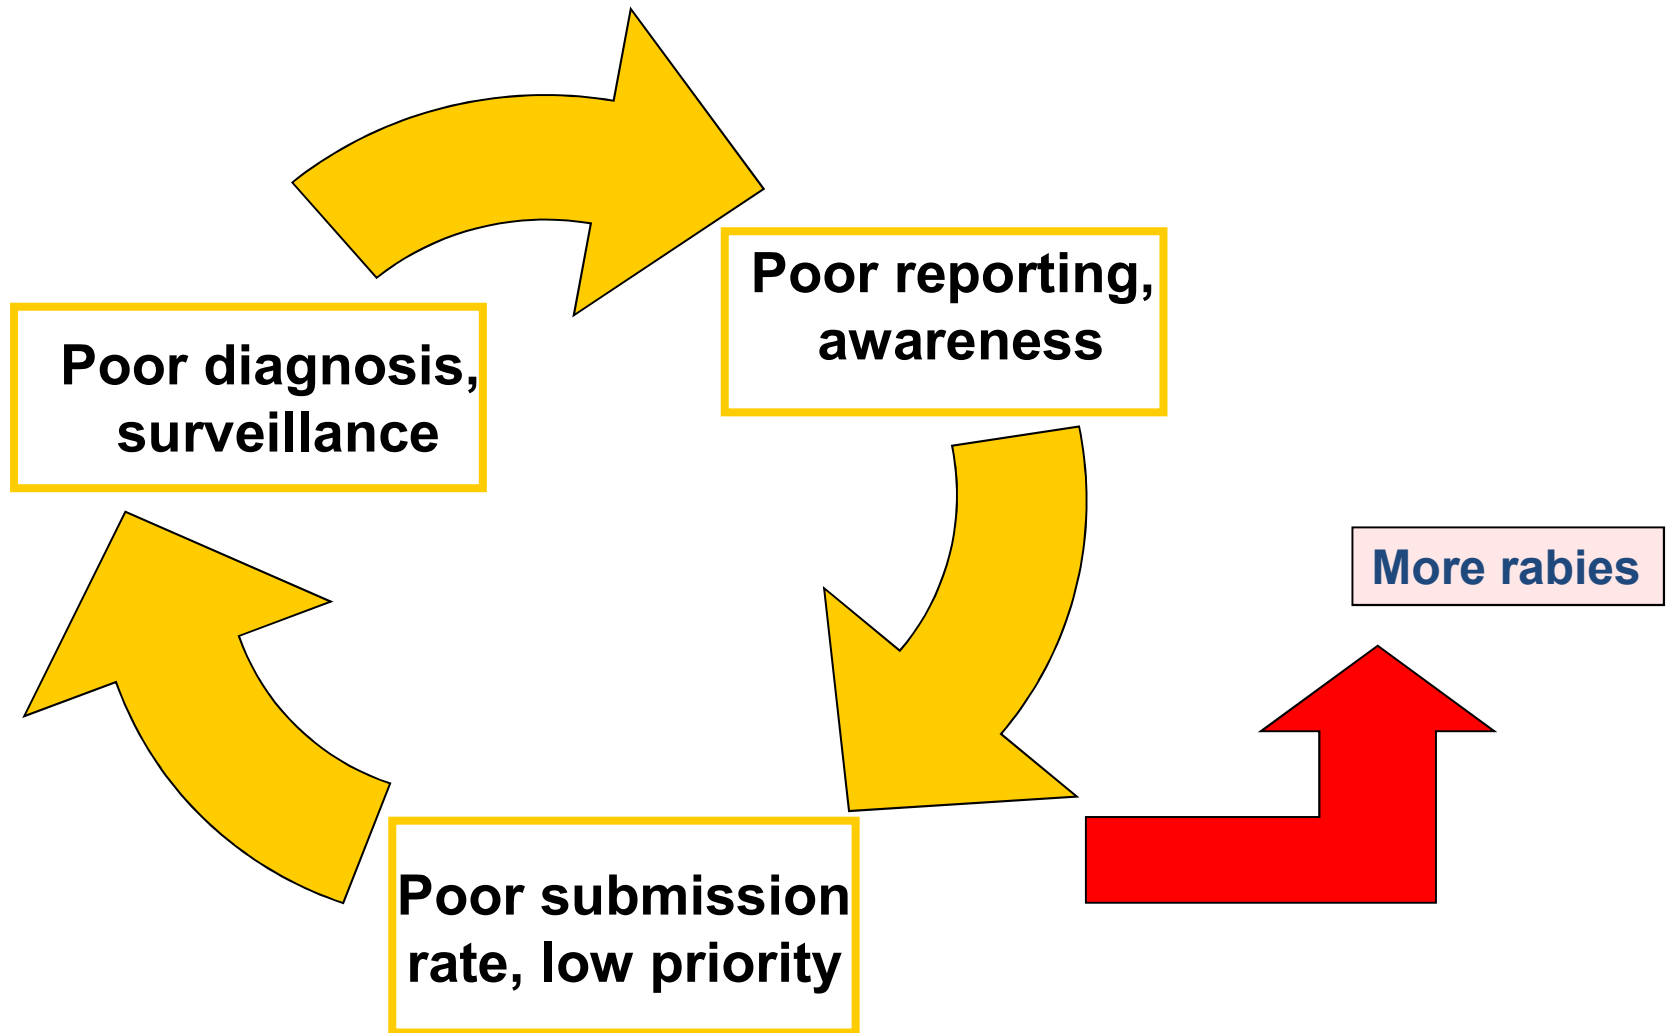 Poor reporting,
awareness
Poor diagnosis,
surveillance
More rabies
Poor submission
rate, low priority